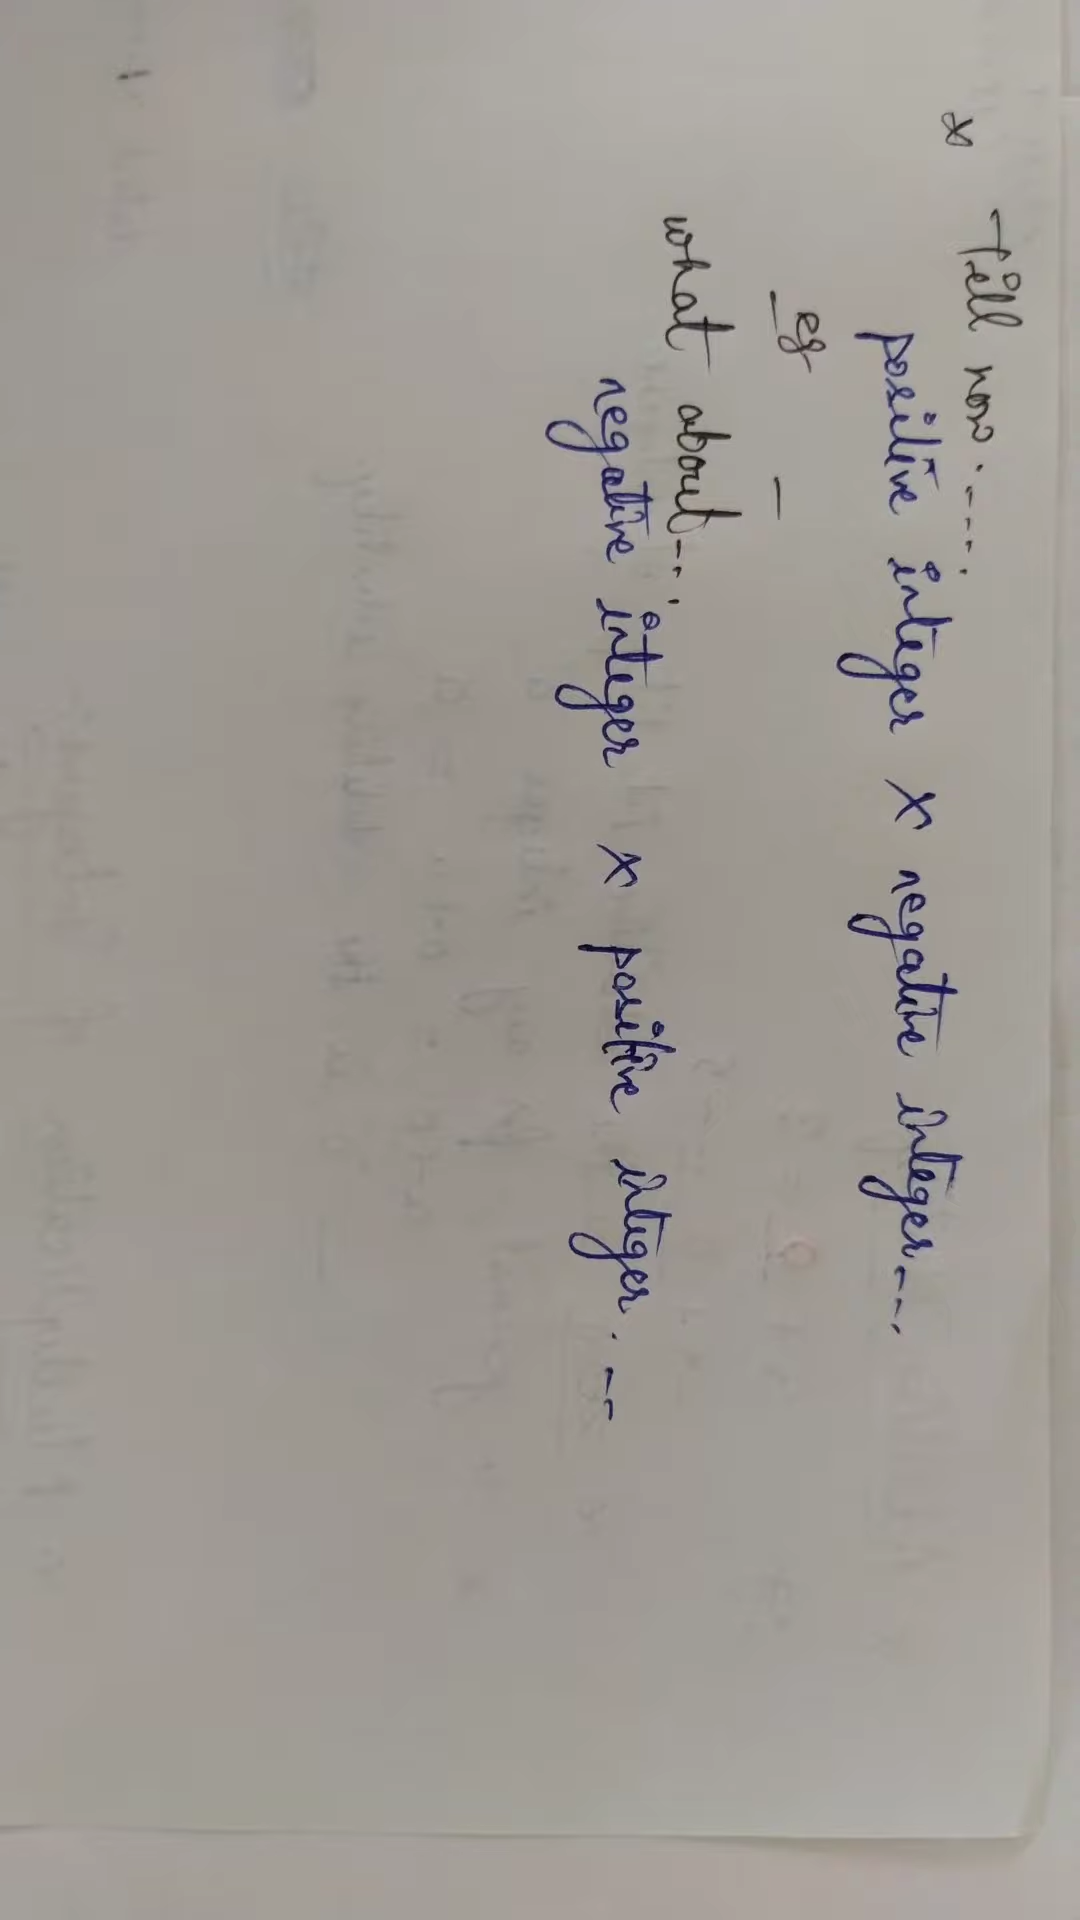 * Till now.---.
positive integer x negative integer---.
eg -
what about--.
negative integer x positive integer. --